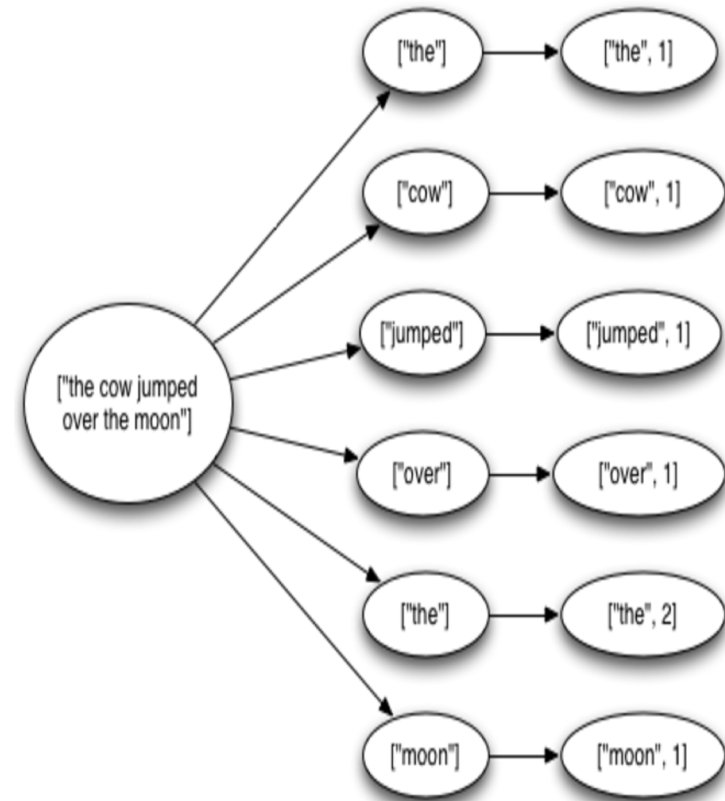 ["the"]
["the", 1]
["cow"]
["cow", 1]
["jumped"]
["jumped", 1]
["the cow jumped
over the moon"]
["over"]
["over", 1]
["the"]
["the", 2]
["moon"]
["moon", 1]